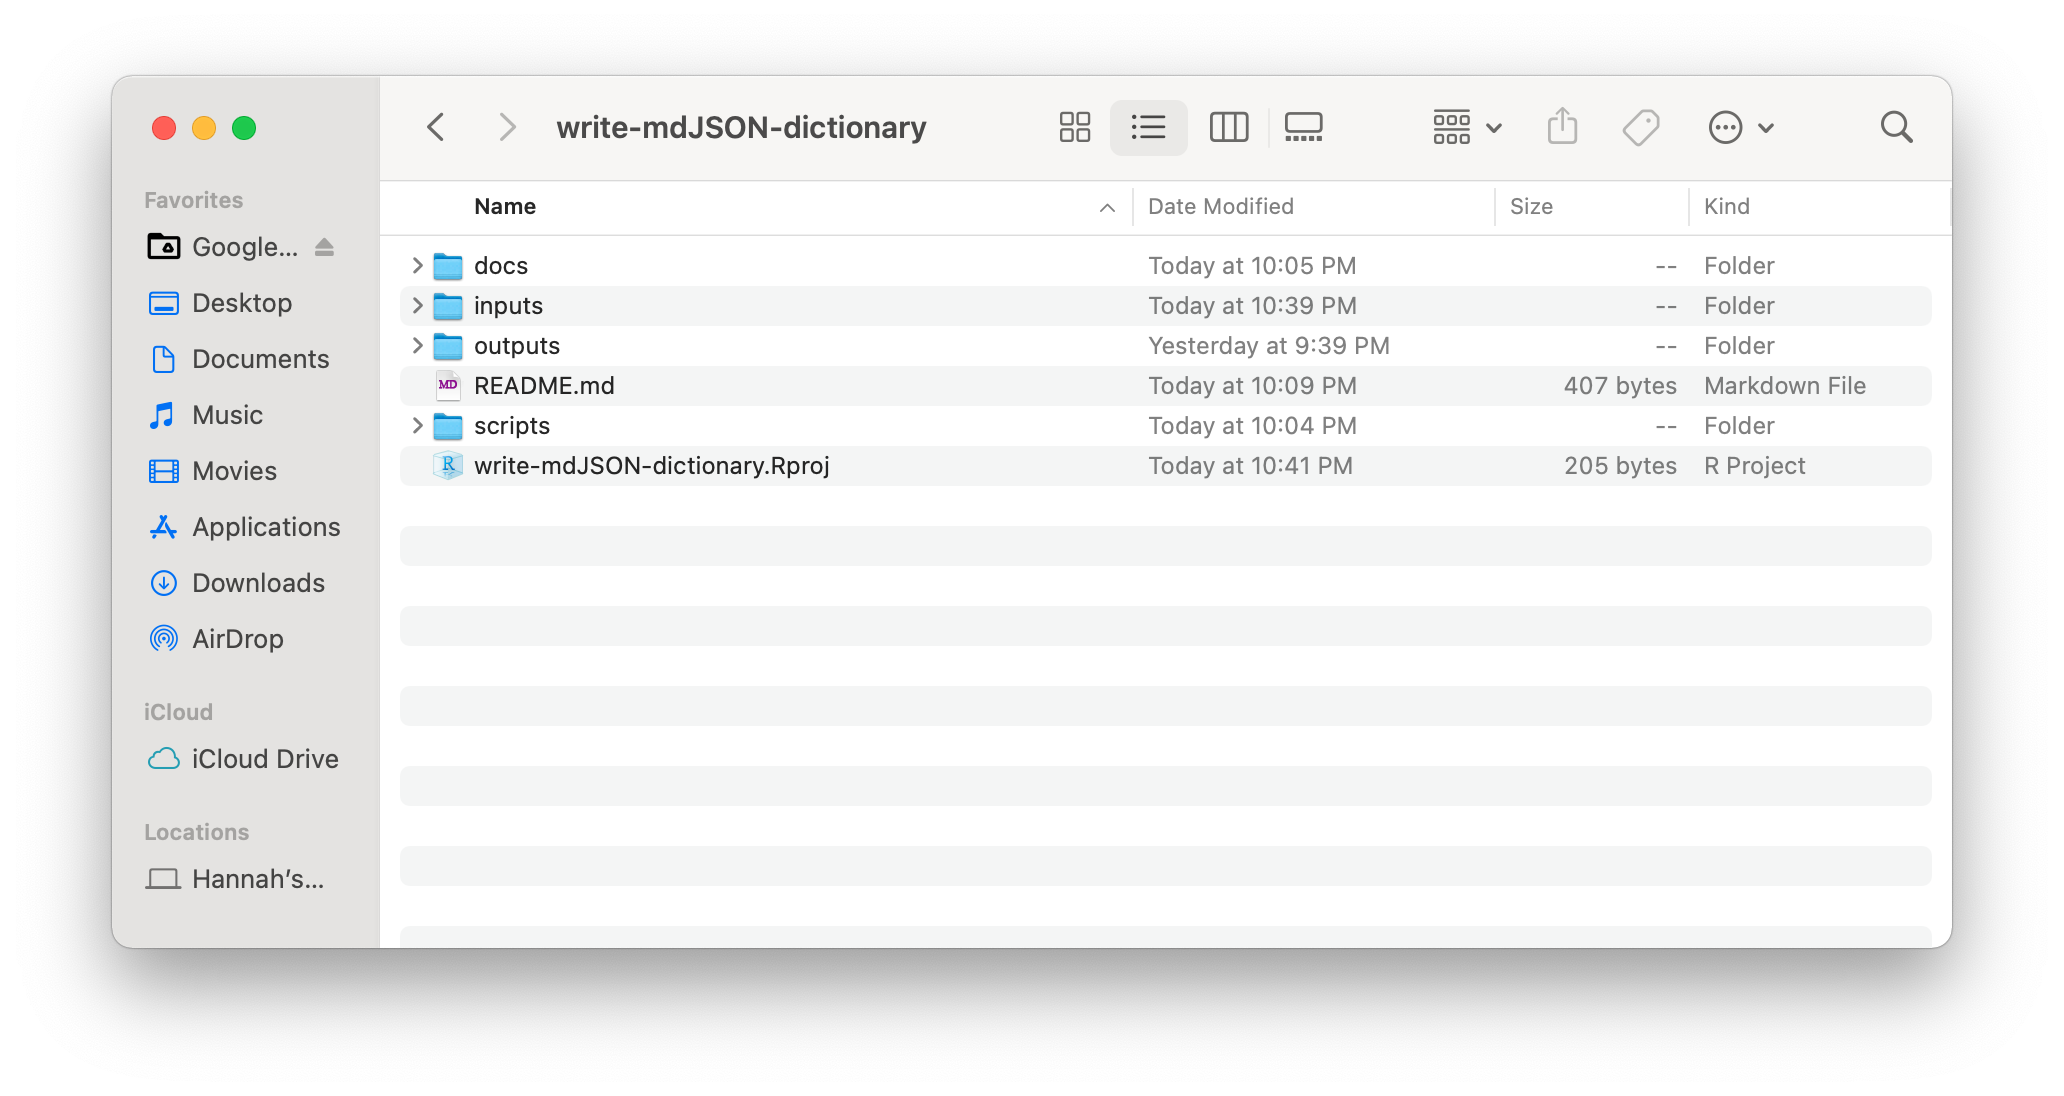 write-mdJSON-dictionary
Favorites
Google...
Desktop
Documents
Music
Movies
Applications
Downloads
AirDrop
iCloud
iCloud Drive
Locations
Hannah’s...
Name Date Modified Size Kind
docs Today at 10:05 PM -- Folder
inputs Today at 10:39 PM -- Folder
outputs Yesterday at 9:39 PM -- Folder
MD README.md Today at 10:09 PM 407 bytes Markdown File
scripts Today at 10:04 PM -- Folder
R write-mdJSON-dictionary.Rproj Today at 10:41 PM 205 bytes R Project